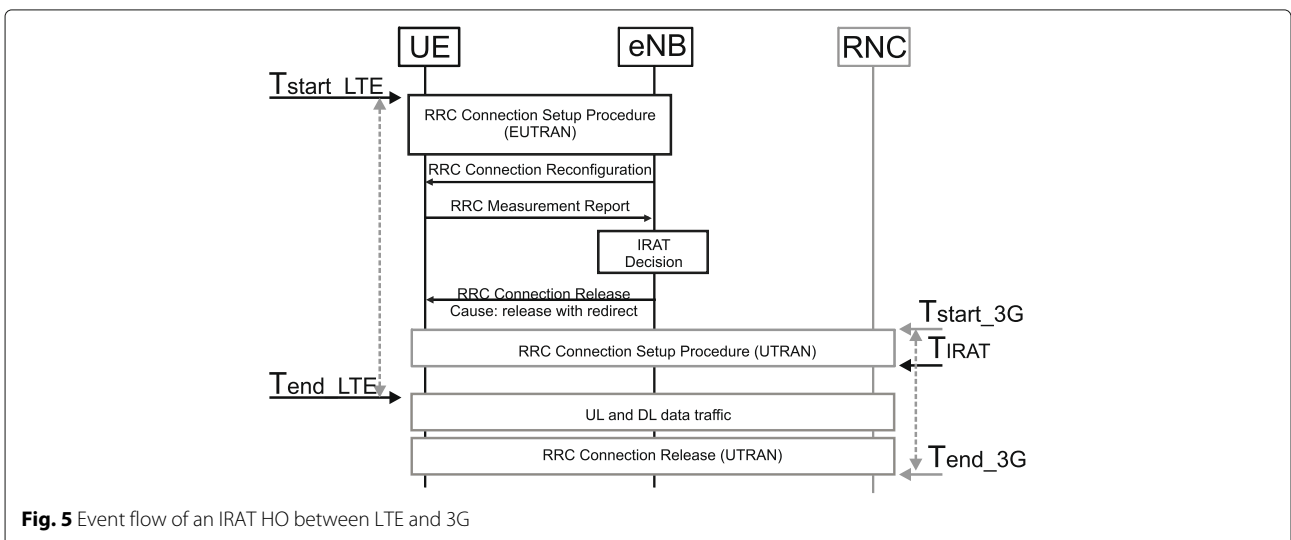 UE
eNB
RNC
Tstart_LTE
RRC Connection Setup Procedure
(EUTRAN)
RRC Connection Reconfiguration
RRC Measurement Report
IRAT
Decision
RRC Connection Release
Cause: release with redirect
Tstart_3G
RRC Connection Setup Procedure (UTRAN)
TIRAT
Tend_LTE
UL and DL data traffic
RRC Connection Release (UTRAN)
Tend_3G
Fig. 5 Event flow of an IRAT HO between LTE and 3G